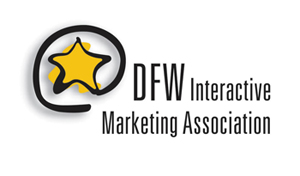 DFW Interactive
Marketing Association